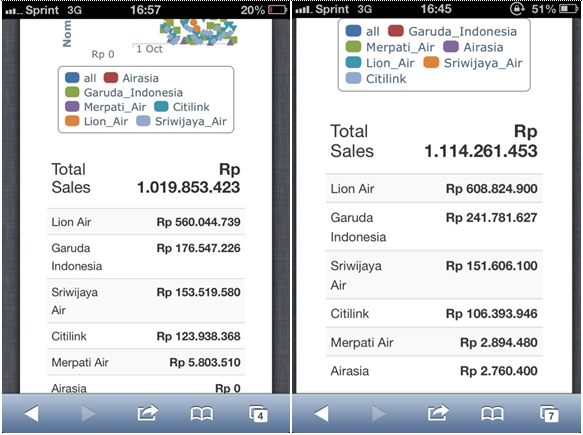 Sprint 3G 16:57 20%
Nom
Rp 0
1 Oct
all Airasia
Garuda_Indonesia
Merpati_Air Citilink
Lion_Air Sriwijaya_Air
Total Rp
Sales 1.019.853.423
Lion Air Rp 560.044.739
Garuda Rp 176.547.226
Indonesia
Sriwijaya Rp 153.519.580
Air
Citilink Rp 123.938.368
Merpati Air Rp 5.803.510
Airasia Rp 0
4
Sprint 3G 16:45 51%
all Garuda_Indonesia
Merpati_Air Airasia
Lion_Air Sriwijaya_Air
Citilink
Total Rp
Sales 1.114.261.453
Lion Air Rp 608.824.900
Garuda Rp 241.781.627
Indonesia
Sriwijaya Rp 151.606.100
Air
Citilink Rp 106.393.946
Merpati Air Rp 2.894.480
Airasia Rp 2.760.400
7